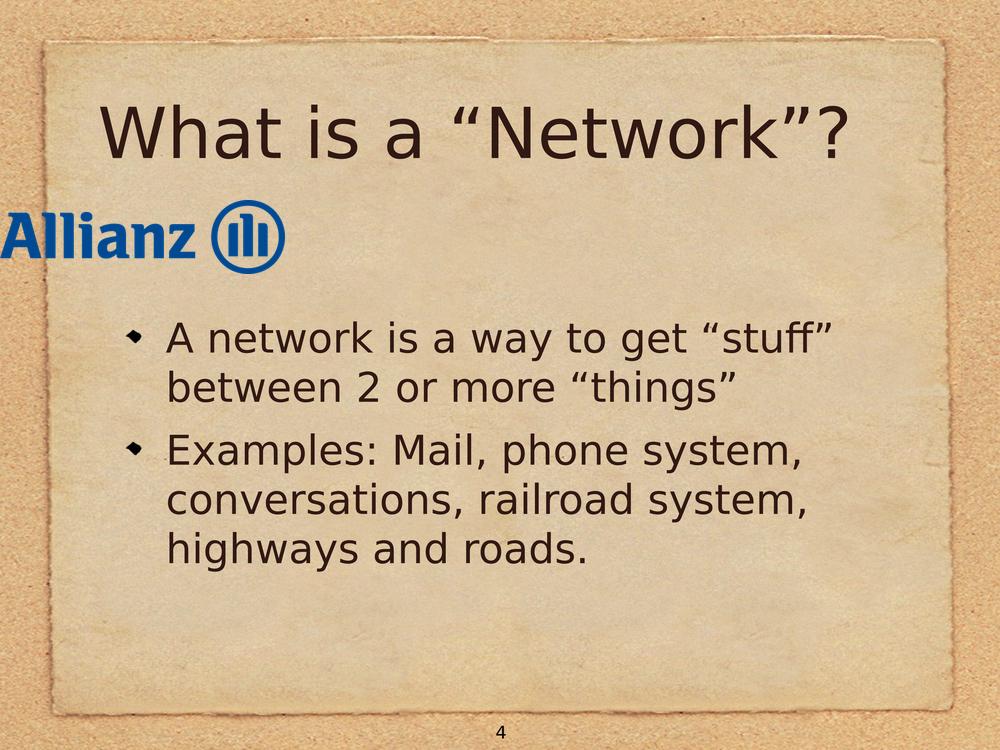 What is a “Network”?
Allianz
A network is a way to get “stuff”
between 2 or more “things”
Examples: Mail, phone system,
conversations, railroad system,
highways and roads.
4